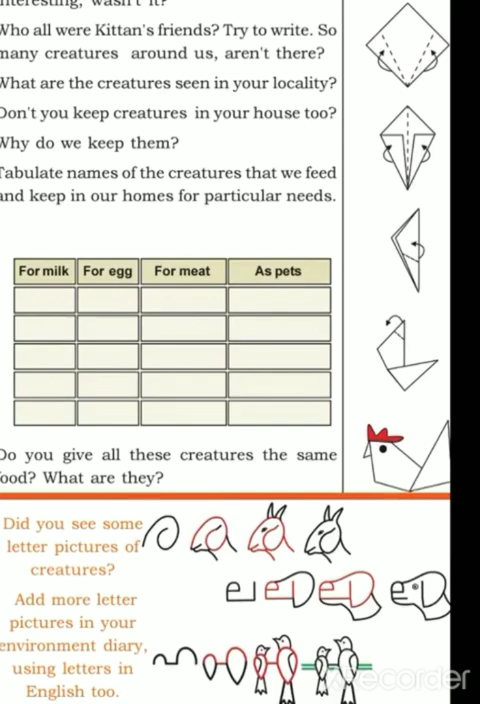 interesting, wasn't it?
Who all were Kittan's friends? Try to write. So
many creatures around us, aren't there?
What are the creatures seen in your locality?
Don't you keep creatures in your house too?
Why do we keep them?
Tabulate names of the creatures that we feed
and keep in our homes for particular needs.
For milk For egg For meat As pets
Do you give all these creatures the same
food? What are they?
Did you see some
letter pictures of
creatures?
Add more letter
pictures in your
environment diary,
using letters in
English too.
Recorder